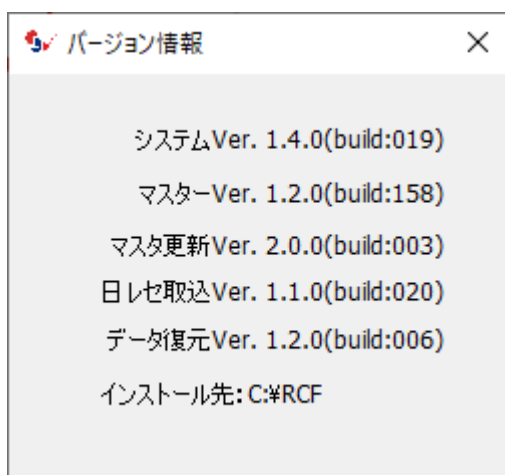 バージョン情報
システムVer. 1.4.0(build:019)
マスターVer. 1.2.0(build:158)
マスタ更新Ver. 2.0.0(build:003)
日レセ取込Ver. 1.1.0(build:020)
データ復元Ver. 1.2.0(build:006)
インストール先: C:¥RCF